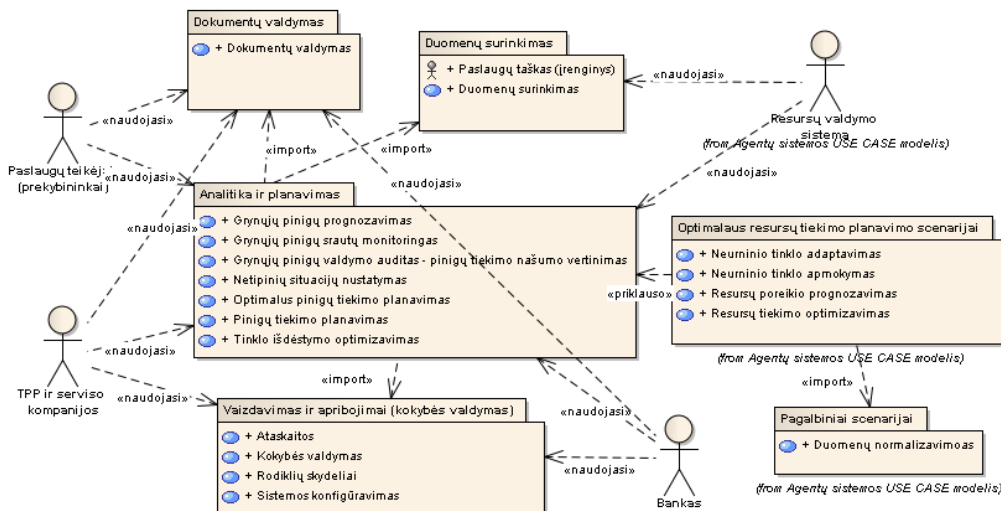 Dokumentų valdymas
+ Dokumentų valdymas
Duomenų surinkimas
+ Paslaugų taškas (įrenginys)
+ Duomenų surinkimas
«naudojasi»
Resursų valdymo
sistema
(from Agentų sistemos USE CASE modelis)
«naudojasi»
«naudojasi»
Paslaugų teikėj
(prekybininkai)
«naudojasi»
«import»
«import»
«naudojasi»
«naudojasi»
Analitika ir planavimas
+ Grynųjų pinigų prognozavimas
+ Grynųjų pinigų srautų monitoringas
+ Grynųjų pinigų valdymo auditas - pinigų tiekimo našumo vertinimas
+ Netipinių situacijų nustatymas
+ Optimalus pinigų tiekimo planavimas
+ Pinigų tiekimo planavimas
+ Tinklo išdėstymo optimizavimas
Optimalaus resursų tiekimo planavimo scenarijai
+ Neurninio tinklo adaptavimas
+ Neurninio tinklo apmokymas
+ Resursų poreikio prognozavimas
+ Resursų tiekimo optimizavimas
(from Agentų sistemos USE CASE modelis)
«priklauso»
TPP ir serviso
kompanijos
«naudojasi»
«naudojasi»
«import»
«import»
Vaizdavimas ir apribojimai (kokybės valdymas)
+ Ataskaitos
+ Kokybės valdymas
+ Rodiklių skydeliai
+ Sistemos konfigūravimas
«naudojasi»
«naudojasi»
Bankas
Pagalbiniai scenarijai
+ Duomenų normalizavimoas
(from Agentų sistemos USE CASE modelis)